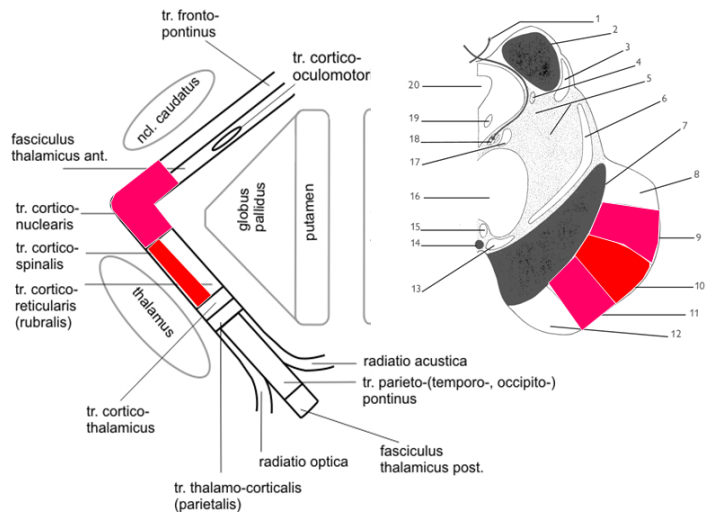 tr. fronto-
pontinus
tr. cortico-
oculomotor
ncl. caudatus
fasciculus
thalamicus ant.
tr. cortico-
nuclearis
tr. cortico-
spinalis
tr. cortico-
reticularis
(rubralis)
globus
pallidus
putamen
thalamus
radiatio acustica
tr. parieto-(temporo-, occipito-)
pontinus
tr. cortico-
thalamicus
fasciculus
thalamicus post.
radiatio optica
tr. thalamo-corticalis
(parietalis)
1
2
3
4
5
6
7
8
9
10
11
12
13
14
15
16
17
18
19
20